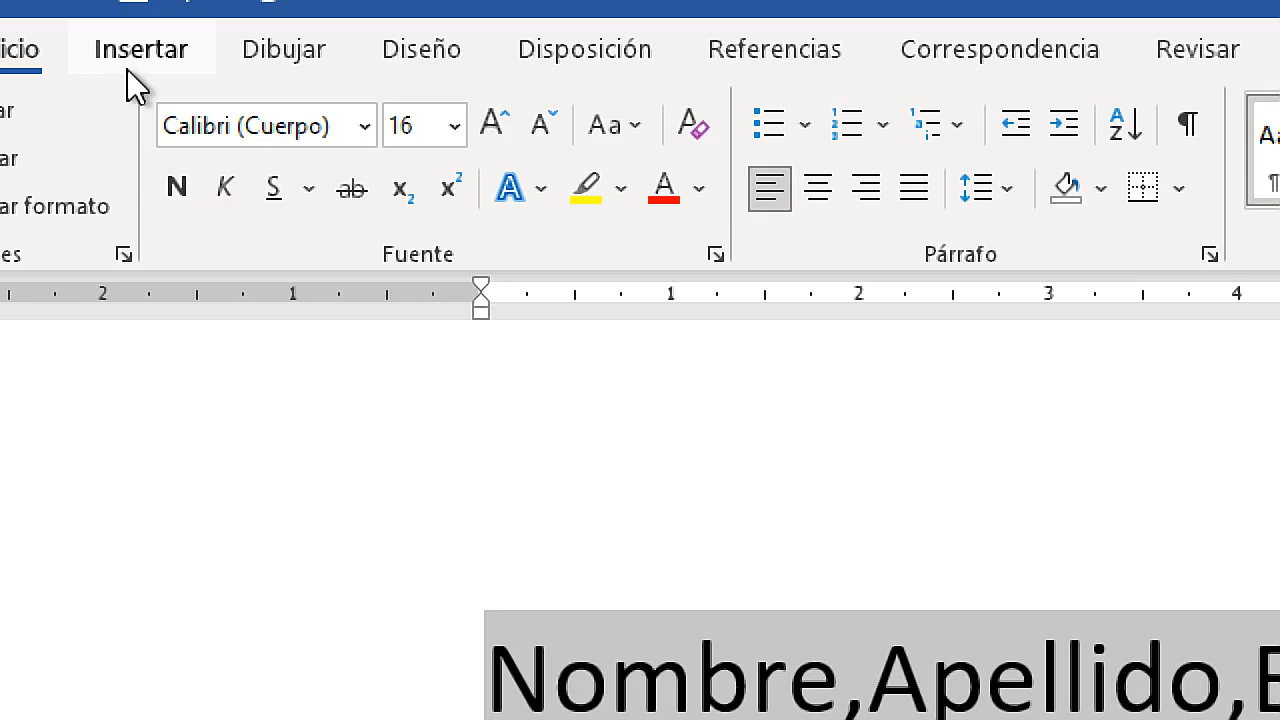 icio Insertar Dibujar Diseño Disposición Referencias Correspondencia Revisar
ar Calibri (Cuerpo) 16 Aa
ar N K S ab x2 x2 A A
ar formato
es Fuente Párrafo
2 1 1 2 3 4
Nombre,Apellido,E